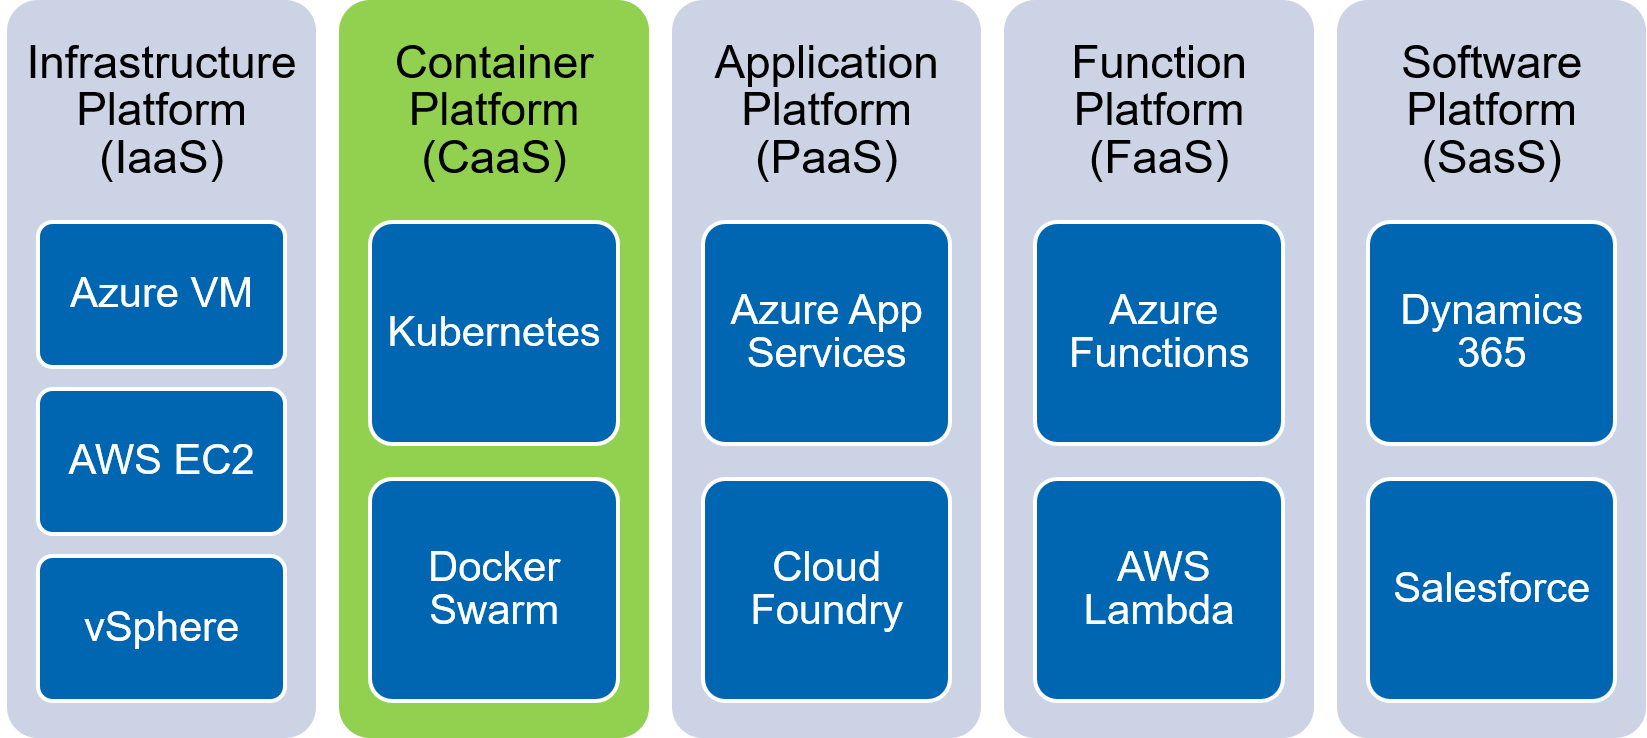 Infrastructure
Platform
(IaaS)
Azure VM
AWS EC2
vSphere
Container
Platform
(CaaS)
Kubernetes
Docker
Swarm
Application
Platform
(PaaS)
Azure App
Services
Cloud
Foundry
Function
Platform
(FaaS)
Azure
Functions
AWS
Lambda
Software
Platform
(SasS)
Dynamics
365
Salesforce